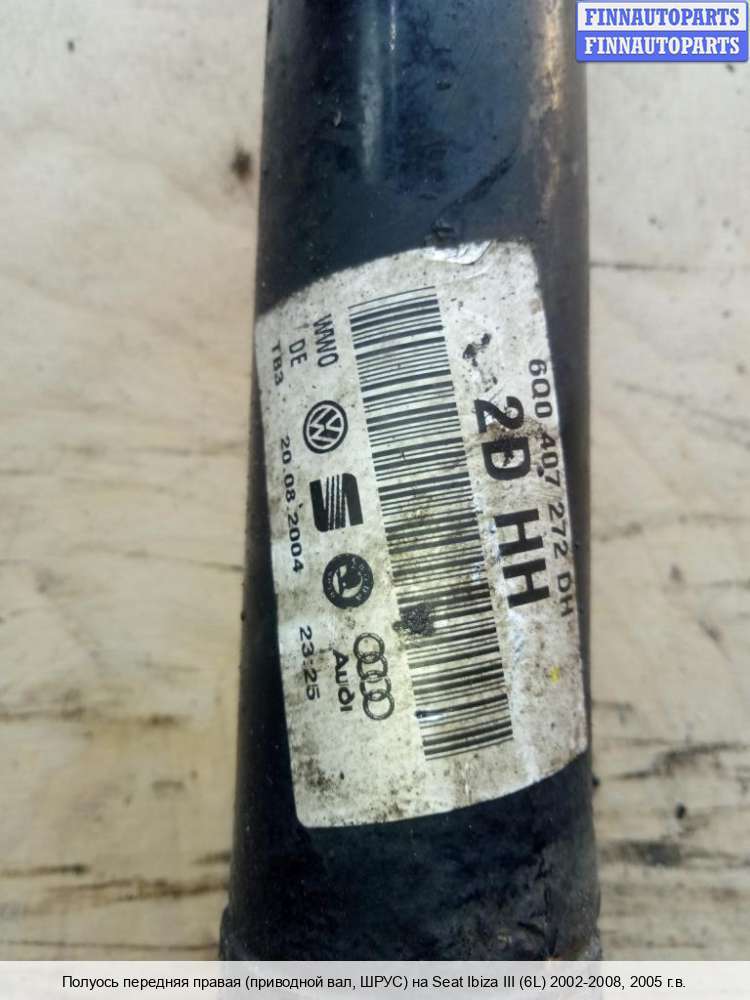 FINNAUTOPARTS
FINNAUTOPARTS
6Q0 407 272 DH
2D HH
WWO
DE
TB3 20.08.2004 23:25
Audi
Полуось передняя правая (приводной вал, ШРУС) на Seat Ibiza III (6L) 2002-2008, 2005 г.в.